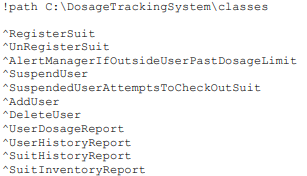 !path C:\DosageTrackingSystem\classes
^RegisterSuit
^UnRegisterSuit
^AlertManagerIfOutsideUserPastDosageLimit
^SuspendUser
^SuspendedUserAttemptsToCheckOutSuit
^AddUser
^DeleteUser
^UserDosageReport
^UserHistoryReport
^SuitHistoryReport
^SuitInventoryReport